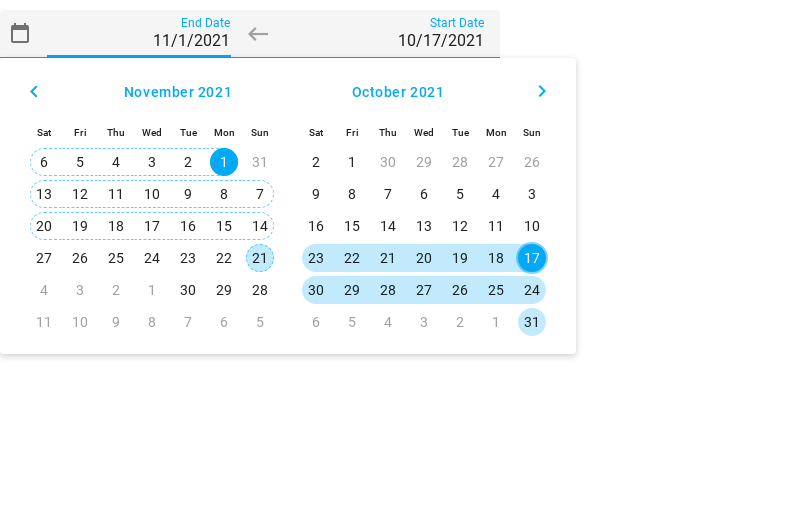 End Date
11/1/2021
Start Date
10/17/2021
November 2021
Sat Fri Thu Wed Tue Mon Sun
6 5 4 3 2 1 31
13 12 11 10 9 8 7
20 19 18 17 16 15 14
27 26 25 24 23 22 21
4 3 2 1 30 29 28
11 10 9 8 7 6 5
October 2021
Sat Fri Thu Wed Tue Mon Sun
2 1 30 29 28 27 26
9 8 7 6 5 4 3
16 15 14 13 12 11 10
23 22 21 20 19 18 17
30 29 28 27 26 25 24
6 5 4 3 2 1 31